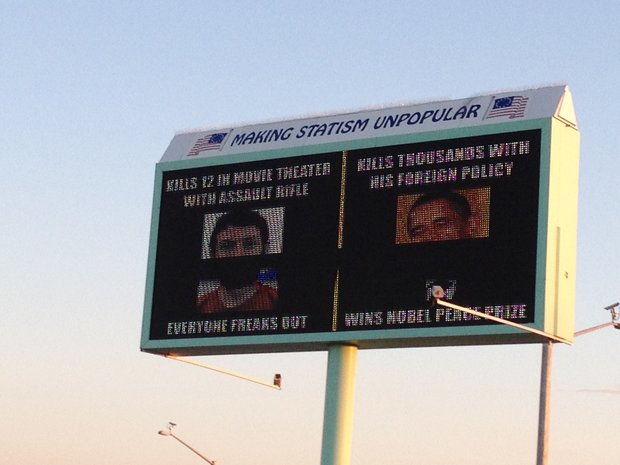 MAKING STATISM UNPOPULAR
KILLS 12 IN MOVIE THEATER
WITH ASSAULT RIFLE
EVERYONE FREAKS OUT
KILLS THOUSANDS WITH
HIS FOREIGN POLICY
WINS NOBEL PEACE PRIZE